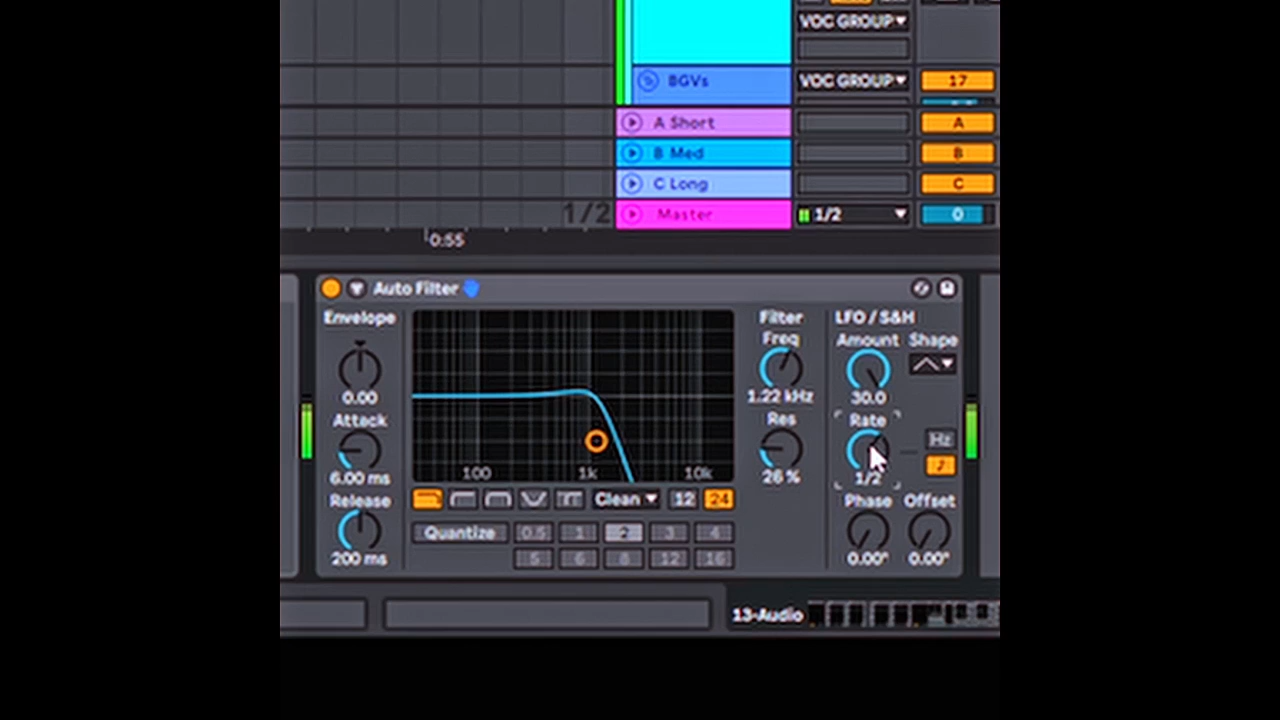 VOC GROUP
BGVs VOC GROUP 17
A Short A
B Med B
C Long C
1/2 Master 1/2 0
0:55
Auto Filter
Envelope Filter LFO / S&H
Freq Amount Shape
0.00 1.22 kHz 30.0
Attack Res Rate
Hz
6.00 ms 100 1k 10k 26 % 1/2
Release Clean 12 24 Phase Offset
Quantize 0.5 1 2 3 4
200 ms 5 6 8 12 16 0.00° 0.00°
13-Audio